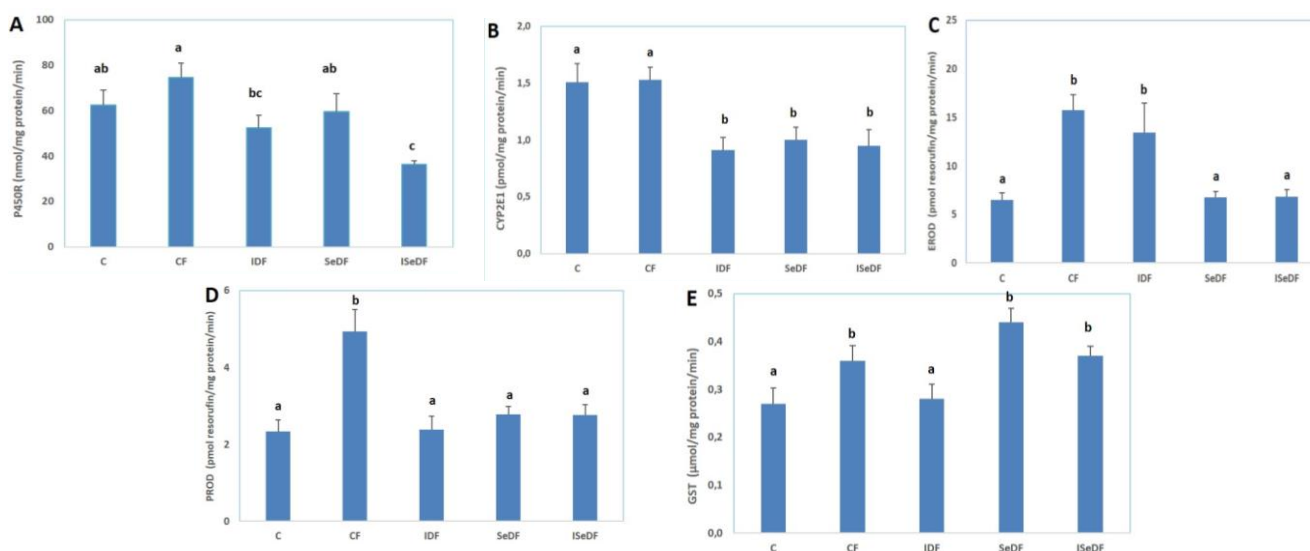 A
P450R (nmol/mg protein/min)
100
80
60
40
20
0
ab
a
bc
ab
c
C CF IDF SeDF ISeDF
B
CYP2E1 (pmol/mg protein/min)
2,0
1,5
1,0
0,5
0,0
a
a
b
b
b
C CF IDF SeDF ISeDF
C
EROD (pmol resorufin/mg protein/min)
25
20
15
10
5
0
a
b
b
a
a
C CF IDF SeDF ISeDF
D
PROD (pmol resorufin/mg protein/min)
6
4
2
0
a
b
a
a
a
C CF IDF SeDF ISeDF
E
GST (µmol/mg protein/min)
0,5
0,4
0,3
0,2
0,1
0,0
a
b
a
b
b
C CF IDF SeDF ISeDF